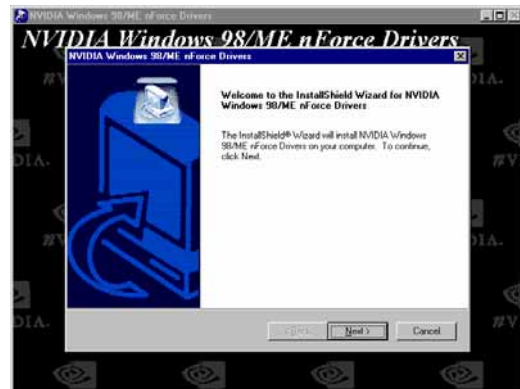 NVIDIA Windows 98/ME nForce Drivers
NVIDIA Windows 98/ME nForce Drivers
NVIDIA Windows 98/ME nForce Drivers
Welcome to the InstallShield Wizard for NVIDIA
Windows 98/ME nForce Drivers
The InstallShield® Wizard will install NVIDIA Windows
98/ME nForce Drivers on your computer. To continue,
click Next.
< Back
Next >
Cancel